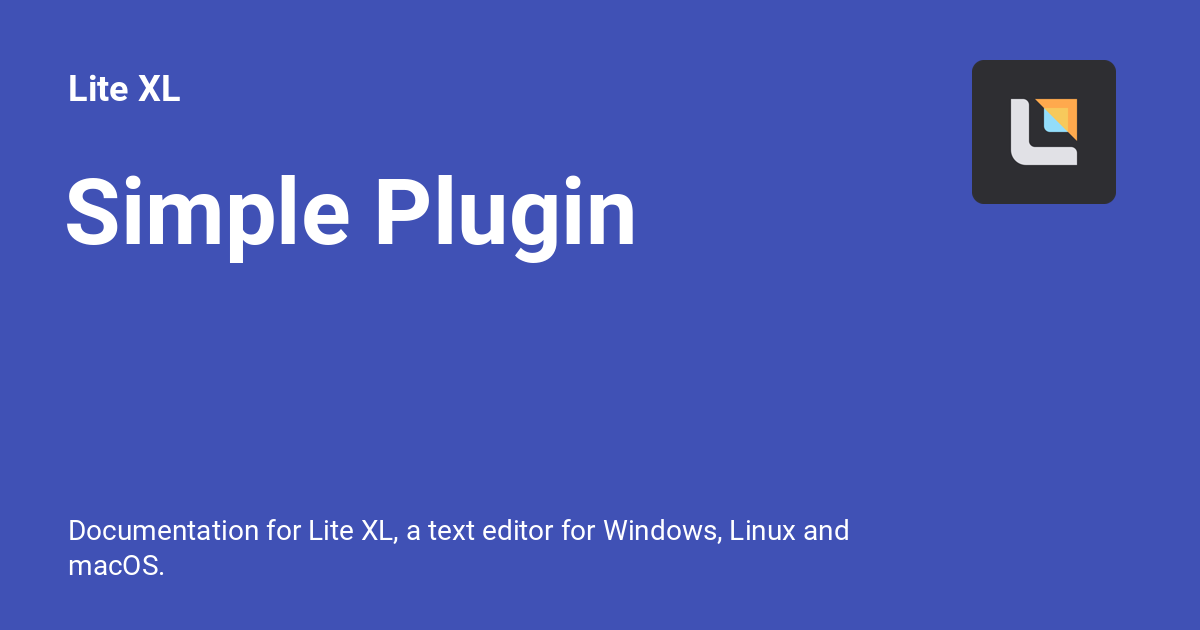 Lite XL
Simple Plugin
Documentation for Lite XL, a text editor for Windows, Linux and
macOS.